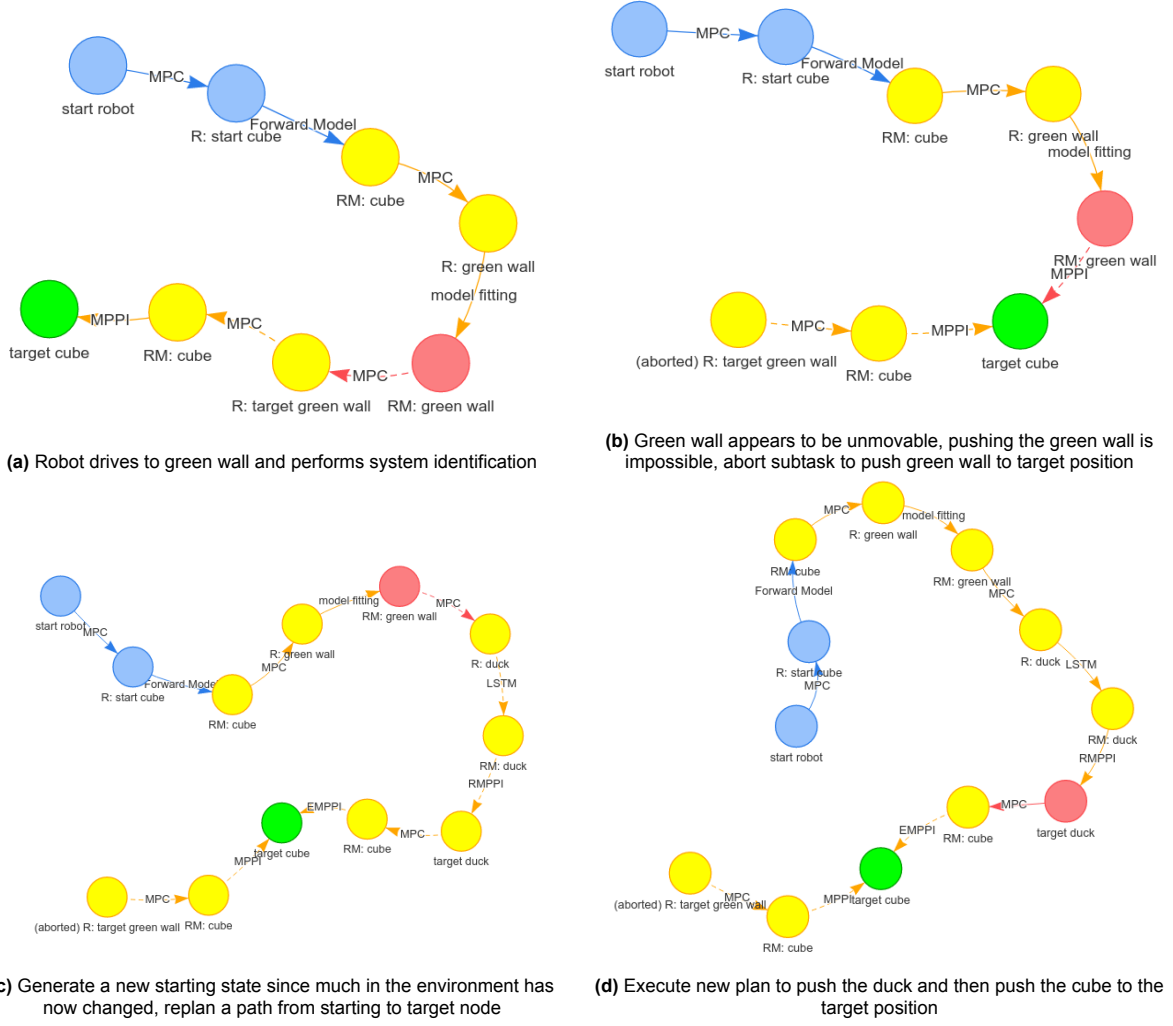 MPC
start robot
R: start cube
Forward Model
RM: cube
MPC
R: green wall
model fitting
RM: green wall
MPC
R: target green wall
MPC
RM: cube
MPPI
target cube
(a) Robot drives to green wall and performs system identification
start robot
MPC
R: start cube
Forward Model
RM: cube
MPC
R: green wall
model fitting
RM: green wall
MPPI
target cube
(aborted) R: target green wall
MPC
RM: cube
MPPI
(b) Green wall appears to be unmovable, pushing the green wall is
impossible, abort subtask to push green wall to target position
start robot
MPC
R: start cube
Forward Model
RM: cube
MPC
R: green wall
model fitting
RM: green wall
MPC
R: duck
LSTM
RM: duck
RMPPI
target duck
MPC
RM: cube
EMPPI
target cube
MPPI
(aborted) R: target green wall
MPC
RM: cube
c) Generate a new starting state since much in the environment has
now changed, replan a path from starting to target node
start robot
MPC
R: start cube
Forward Model
RM: cube
MPC
R: green wall
model fitting
RM: green wall
MPC
R: duck
LSTM
RM: duck
RMPPI
target duck
MPC
RM: cube
EMPPI
target cube
(aborted) R: target green wall
MPC
RM: cube
MPPI
(d) Execute new plan to push the duck and then push the cube to the
target position